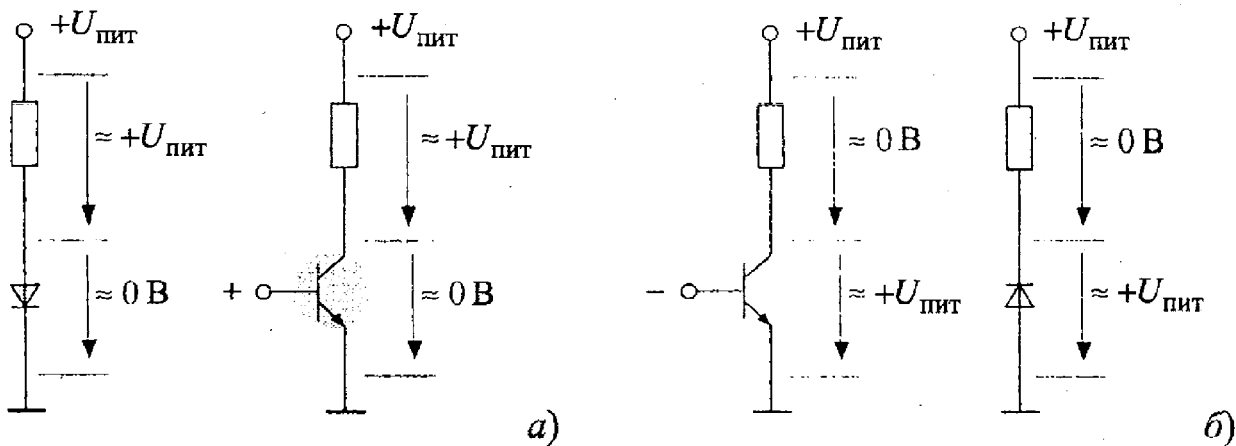 +Uпит +Uпит +Uпит +Uпит
≈ +Uпит ≈ +Uпит ≈ 0 В ≈ 0 В
≈ 0 В + ≈ 0 В − ≈ +Uпит ≈ +Uпит
а) б)